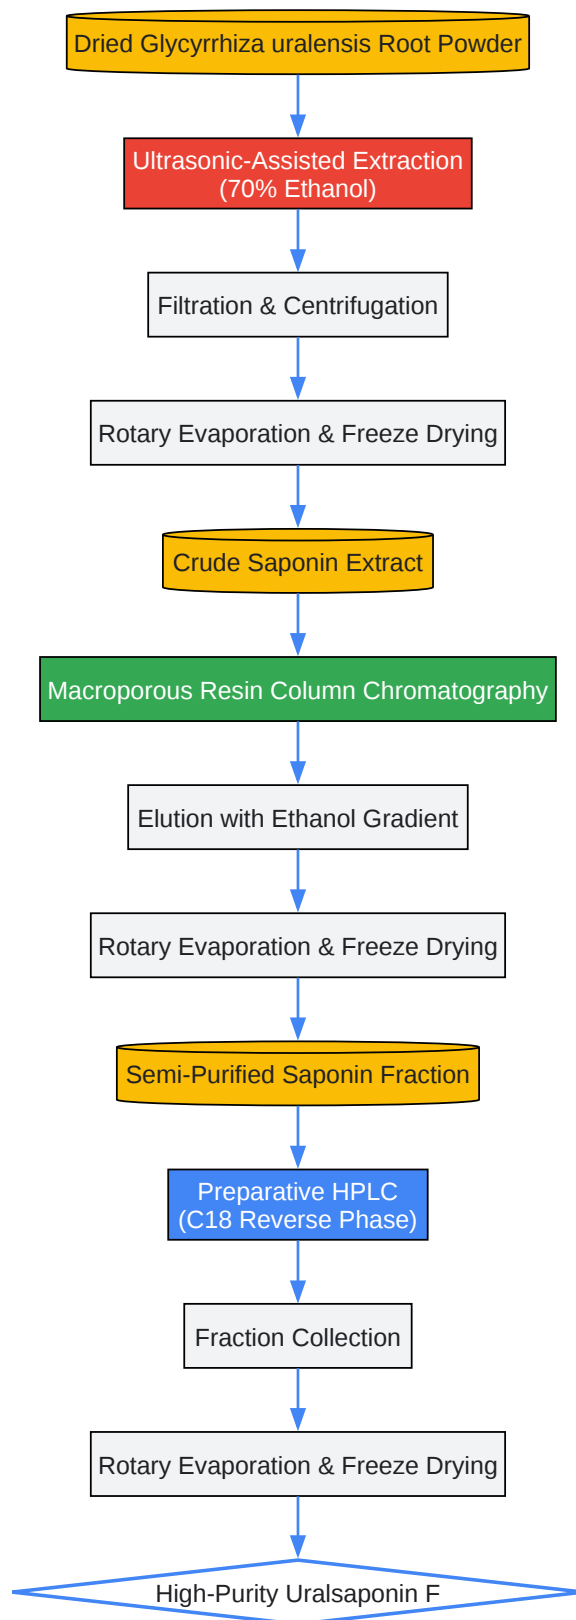 Dried Glycyrrhiza uralensis Root Powder
Ultrasonic-Assisted Extraction
(70% Ethanol)
Filtration & Centrifugation
Rotary Evaporation & Freeze Drying
Crude Saponin Extract
Macroporous Resin Column Chromatography
Elution with Ethanol Gradient
Rotary Evaporation & Freeze Drying
Semi-Purified Saponin Fraction
Preparative HPLC
(C18 Reverse Phase)
Fraction Collection
Rotary Evaporation & Freeze Drying
High-Purity Uralsaponin F